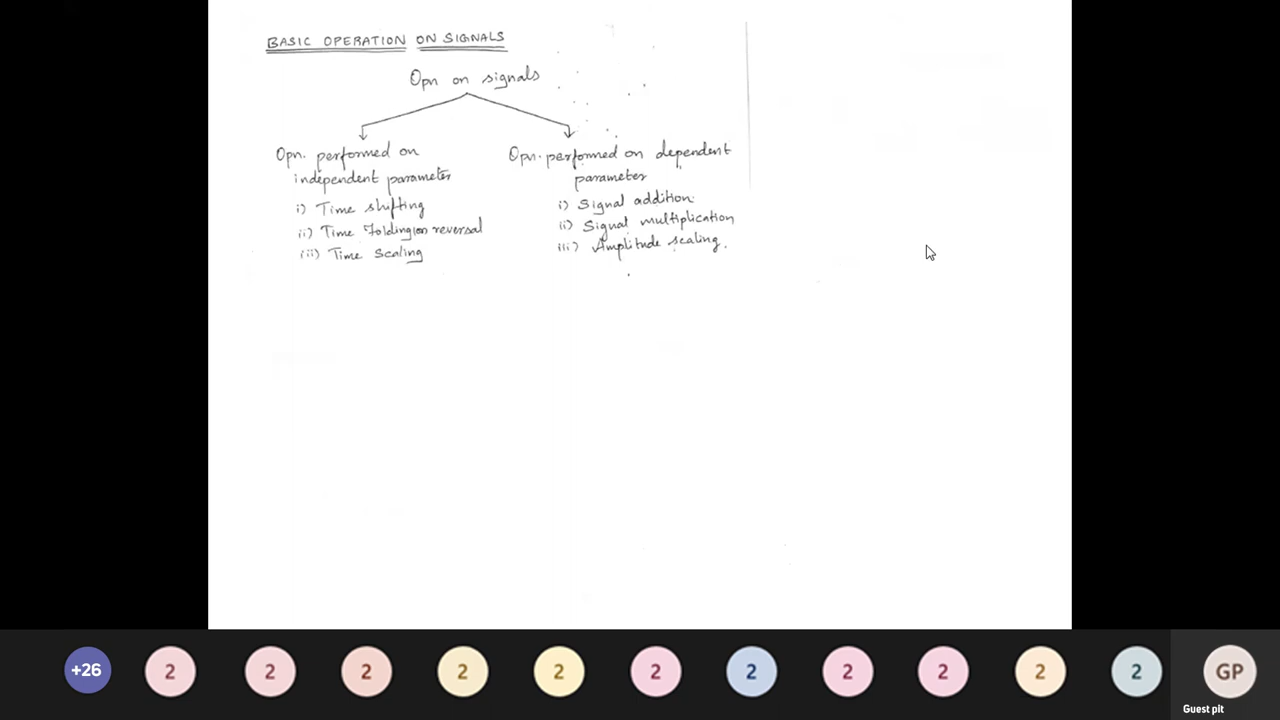 BASIC OPERATION ON SIGNALS
Opn on signals
Opn. performed on
independent parameter
i) Time shifting
ii) Time Folding or reversal
iii) Time Scaling
Opn. performed on dependent
parameter
i) Signal addition.
ii) Signal multiplication
iii) Amplitude scaling.
+26
2
2
2
2
2
2
2
2
2
2
2
GP
Guest pit